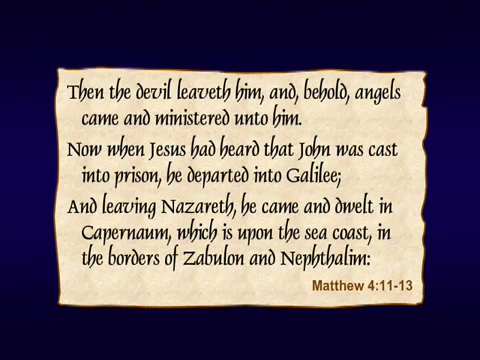 Then the devil leaveth him, and, behold, angels
came and ministered unto him.
Now when Jesus had heard that John was cast
into prison, he departed into Galilee;
And leaving Nazareth, he came and dwelt in
Capernaum, which is upon the sea coast, in
the borders of Zabulon and Nephthalim:
Matthew 4:11-13